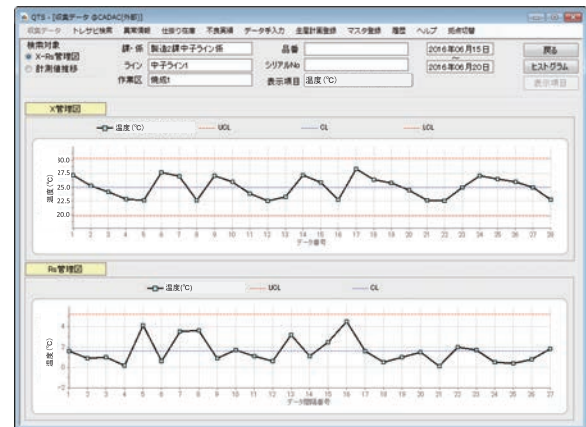 QTS - [収集データ @CADAC[外部]]
収集データ トレサビ検索 異常情報 仕掛り在庫 不良実績 データ手入力 生産計画登録 マスタ登録 履歴 ヘルプ 拠点切替
検索対象
X-Rs管理図
計測値推移
課・係 製造2課中子ライン係
ライン 中子ライン1
作業区 焼成1
品番
シリアルNo
表示項目 温度(℃)
2016年06月15日
~
2016年06月20日
戻る
ヒストグラム
表示項目
X管理図
温度(℃) UCL CL LCL
温度(℃)
30.0
27.5
25.0
22.5
20.0
1 2 3 4 5 6 7 8 9 10 11 12 13 14 15 16 17 18 19 20 21 22 23 24 25 26 27 28
データ番号
Rs管理図
温度(℃) UCL CL
温度(℃)
4
2
0
-2
1 2 3 4 5 6 7 8 9 10 11 12 13 14 15 16 17 18 19 20 21 22 23 24 25 26 27
データ間隔番号